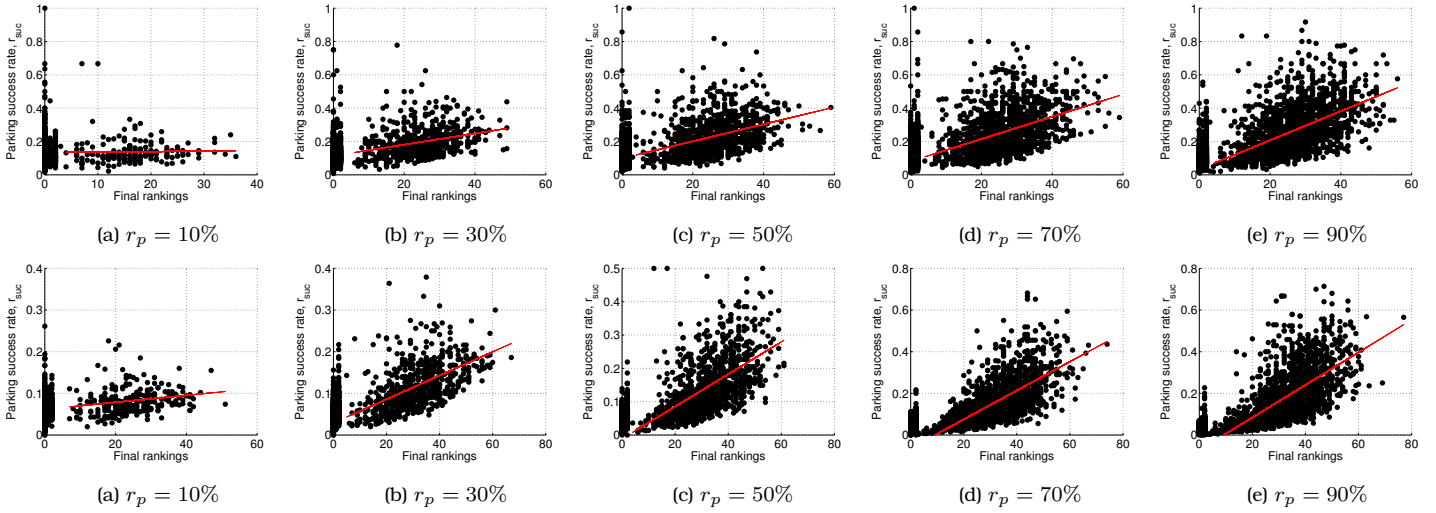 Parking success rate, r_suc
1
0.8
0.6
0.4
0.2
0
0 10 20 30 40
Final rankings
(a) r_p = 10%
Parking success rate, r_suc
1
0.8
0.6
0.4
0.2
0
0 20 40 60
Final rankings
(b) r_p = 30%
Parking success rate, r_suc
1
0.8
0.6
0.4
0.2
0
0 20 40 60
Final rankings
(c) r_p = 50%
Parking success rate, r_suc
1
0.8
0.6
0.4
0.2
0
0 20 40 60
Final rankings
(d) r_p = 70%
Parking success rate, r_suc
1
0.8
0.6
0.4
0.2
0
0 20 40 60
Final rankings
(e) r_p = 90%
Parking success rate, r_suc
0.4
0.3
0.2
0.1
0
0 20 40 60
Final rankings
(a) r_p = 10%
Parking success rate, r_suc
0.4
0.3
0.2
0.1
0
0 20 40 60 80
Final rankings
(b) r_p = 30%
Parking success rate, r_suc
0.5
0.4
0.3
0.2
0.1
0
0 20 40 60 80
Final rankings
(c) r_p = 50%
Parking success rate, r_suc
0.8
0.6
0.4
0.2
0
0 20 40 60 80
Final rankings
(d) r_p = 70%
Parking success rate, r_suc
0.8
0.6
0.4
0.2
0
0 20 40 60 80
Final rankings
(e) r_p = 90%